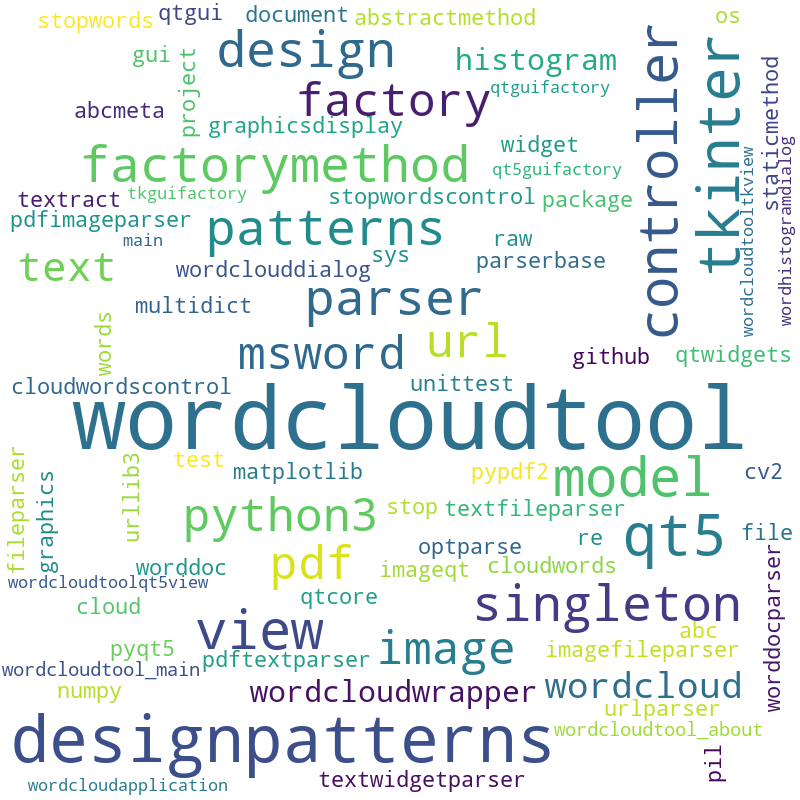 stopwords
qtgui
document
abstractmethod
os
gui
project
design
histogram
controller
tkinter
staticmethod
abcmeta
factory
qtguifactory
graphicsdisplay
widget
factorymethod
qt5guifactory
textract
tkguifactory
stopwordscontrol
package
wordcloudtooltkview
wordhistogramdialog
pdfimageparser
main
patterns
raw
sys
parserbase
text
wordclouddialog
multidict
parser
words
msword
url
github
qtwidgets
cloudwordscontrol
unittest
wordcloudtool
fileparser
graphics
urllib3
test
matplotlib
pypdf2
model
cv2
python3
stop
textfileparser
qt5
file
optparse
re
worddoc
pdf
imageqt
cloudwords
worddocparser
wordcloudtoolqt5view
qtcore
cloud
view
singleton
pyqt5
image
abc
imagefileparser
wordcloudtool_main
pdftextparser
numpy
wordcloudwrapper
wordcloud
urlparser
designpatterns
wordcloudtool_about
pil
wordcloudapplication
textwidgetparser